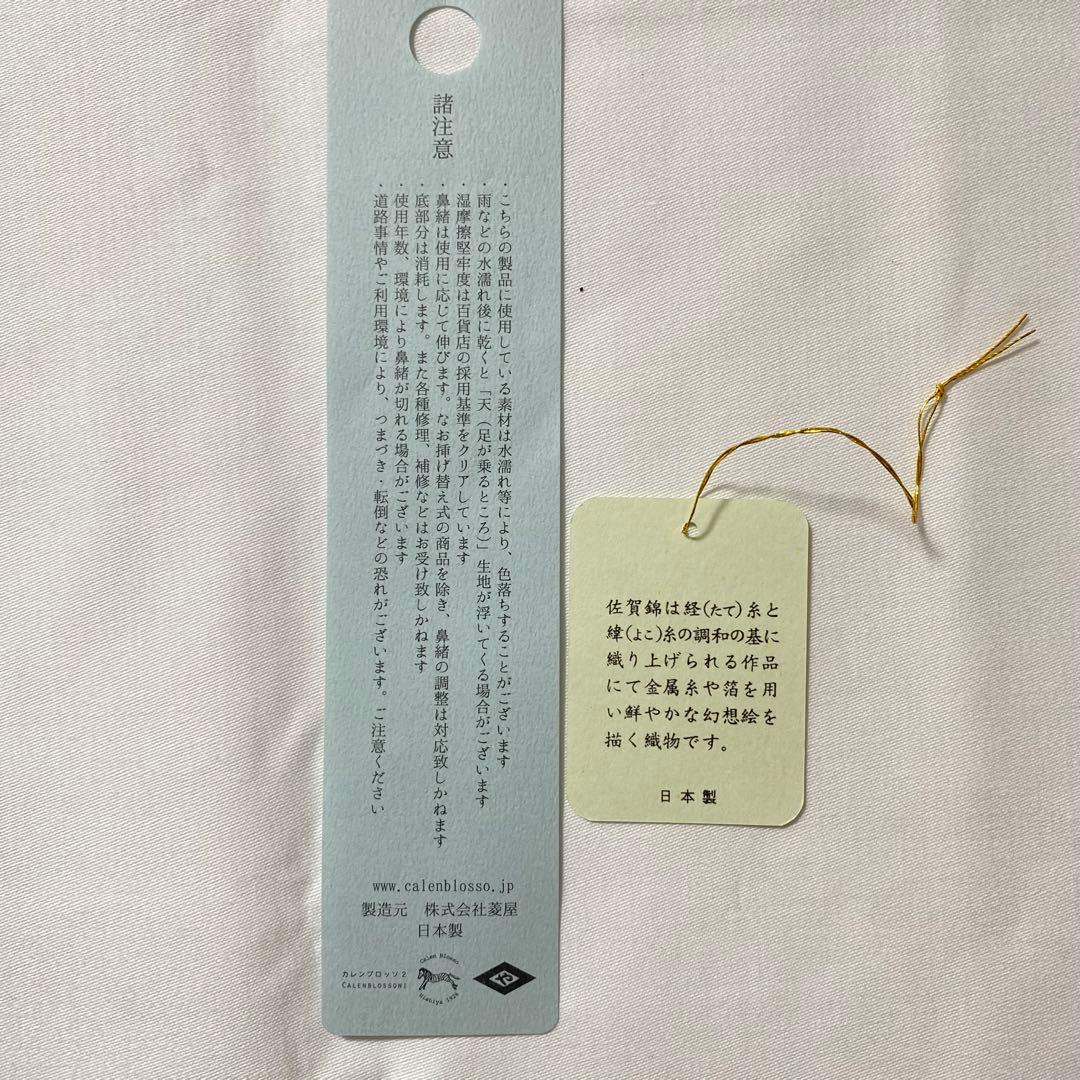 諸注意
・こちらの製品に使用している素材は水濡れ等により、色落ちすることがございます
・雨などの水濡れ後に乾くと「天（足が乗るところ）」生地が浮いてくる場合がございます
・湿摩擦堅牢度は百貨店の採用基準をクリアしています
・鼻緒は使用に応じて伸びます。なお挿げ替え式の商品を除き、鼻緒の調整は対応致しかねます
・底部分は消耗します。また各種修理、補修などはお受け致しかねます
・使用年数、環境により鼻緒が切れる場合がございます
・道路事情やご利用環境により、つまづき・転倒などの恐れがございます。ご注意ください
www.calenblosso.jp
製造元　株式会社菱屋
日本製
カレンブロッソ2
CALENBLOSSONI
Calen Blosso
Hishiya 1926
佐賀錦は経(たて)糸と
緯(よこ)糸の調和の基に
織り上げられる作品
にて金属糸や箔を用
い鮮やかな幻想絵を
描く織物です。
日本製